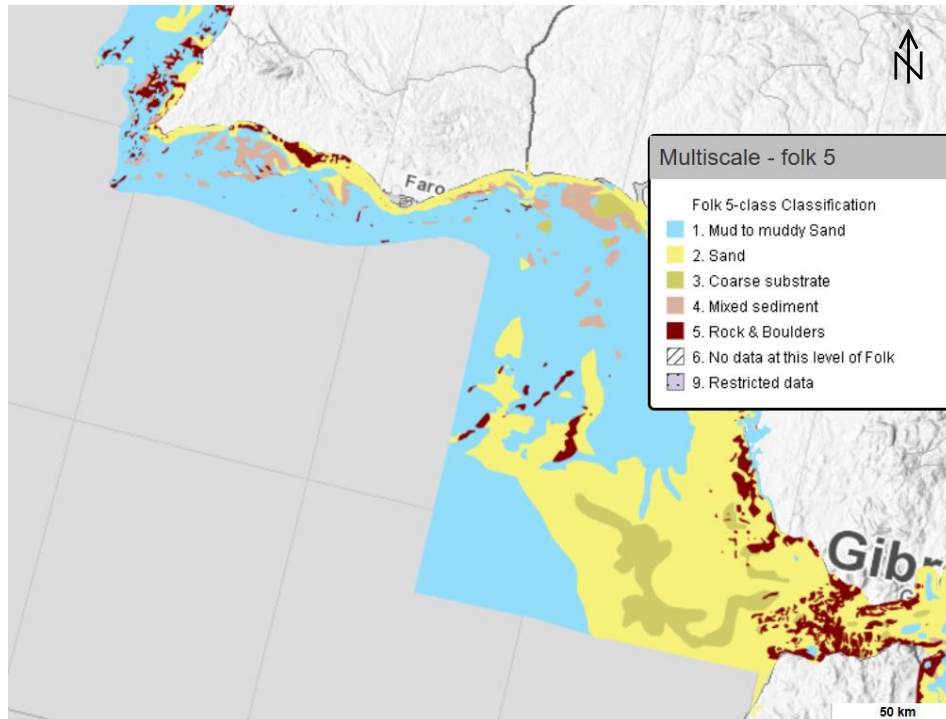 N
Multiscale - folk 5
Folk 5-class Classification
1. Mud to muddy Sand
2. Sand
3. Coarse substrate
4. Mixed sediment
5. Rock & Boulders
6. No data at this level of Folk
9. Restricted data
Faro
Gibr
G
50 km